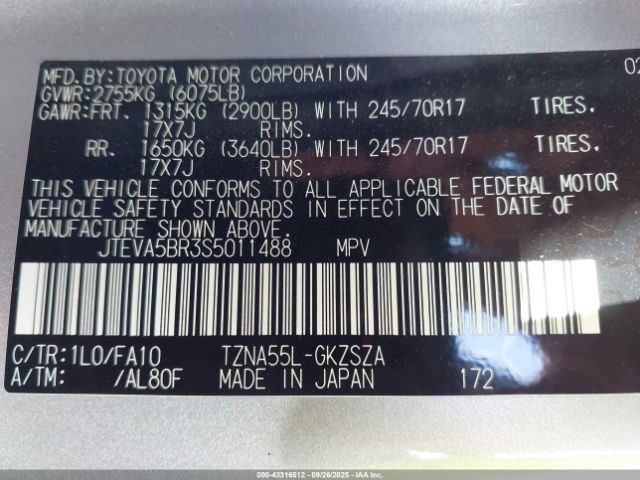 MFD.BY:TOYOTA MOTOR CORPORATION 02
GVWR:2755KG (6075LB)
GAWR:FRT. 1315KG (2900LB) WITH 245/70R17 TIRES.
17X7J RIMS.
RR. 1650KG (3640LB) WITH 245/70R17 TIRES.
17X7J RIMS.
THIS VEHICLE CONFORMS TO ALL APPLICABLE FEDERAL MOTOR
VEHICLE SAFETY STANDARDS IN EFFECT ON THE DATE OF
MANUFACTURE SHOWN ABOVE.
JTEVA5BR3S5011488 MPV
C/TR:1L0/FA10 TZNA55L-GKZSZA
A/TM: /AL80F MADE IN JAPAN 172
000-43316512 - 09/26/2025 - IAAI.COM